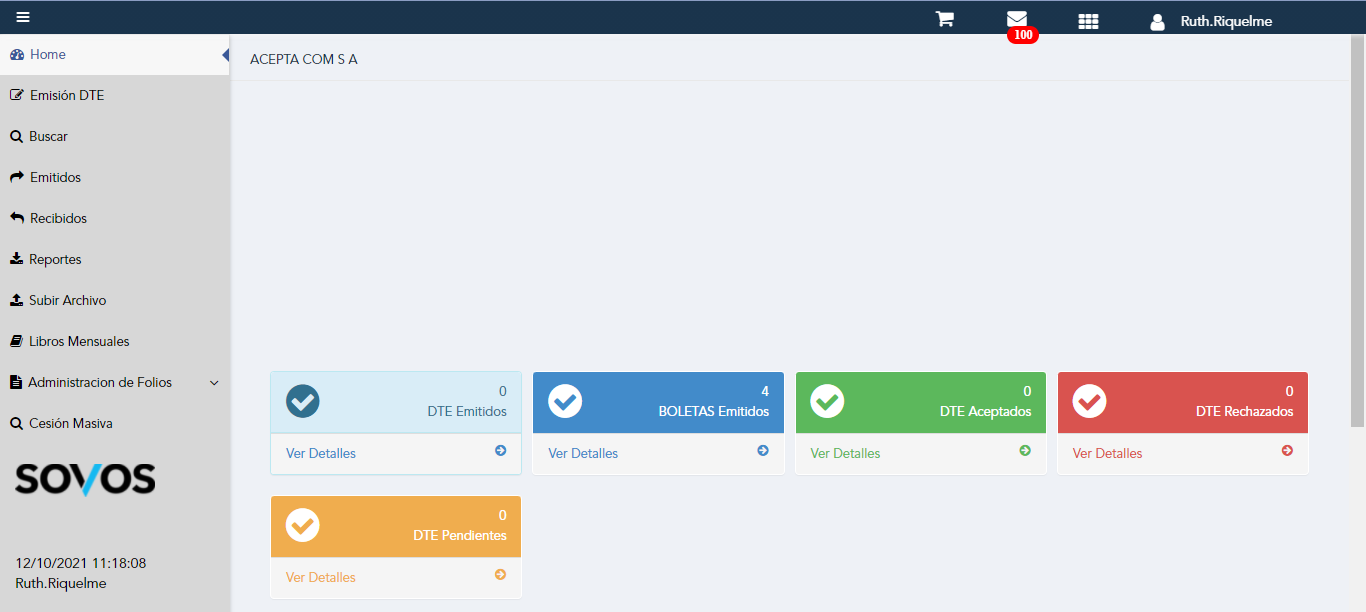 100
Ruth.Riquelme
Home
ACEPTA COM S A
Emisión DTE
Buscar
Emitidos
Recibidos
Reportes
Subir Archivo
Libros Mensuales
Administracion de Folios
Cesión Masiva
SOVOS
12/10/2021 11:18:08
Ruth.Riquelme
0
DTE Emitidos
Ver Detalles
4
BOLETAS Emitidos
Ver Detalles
0
DTE Aceptados
Ver Detalles
0
DTE Rechazados
Ver Detalles
0
DTE Pendientes
Ver Detalles